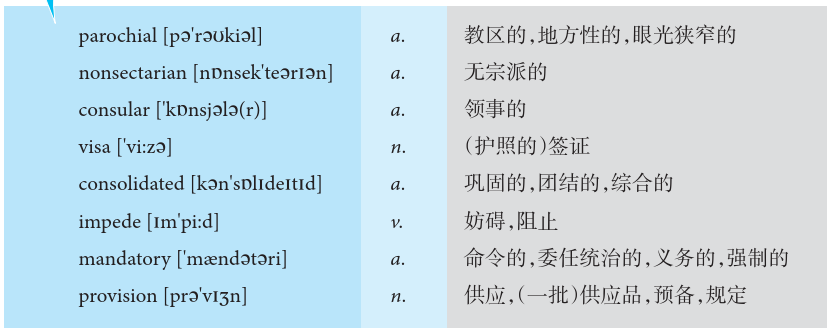 parochial [pə'rəʊkiəl] a. 教区的,地方性的,眼光狭窄的
nonsectarian [nɒnsek'teərɪən] a. 无宗派的
consular ['kɒnsjələ(r)] a. 领事的
visa ['vi:zə] n. (护照的)签证
consolidated [kən'sɒlɪdeɪtɪd] a. 巩固的,团结的,综合的
impede [ɪm'pi:d] v. 妨碍,阻止
mandatory ['mændətəri] a. 命令的,委任统治的,义务的,强制的
provision [prə'vɪʒn] n. 供应,(一批)供应品,预备,规定